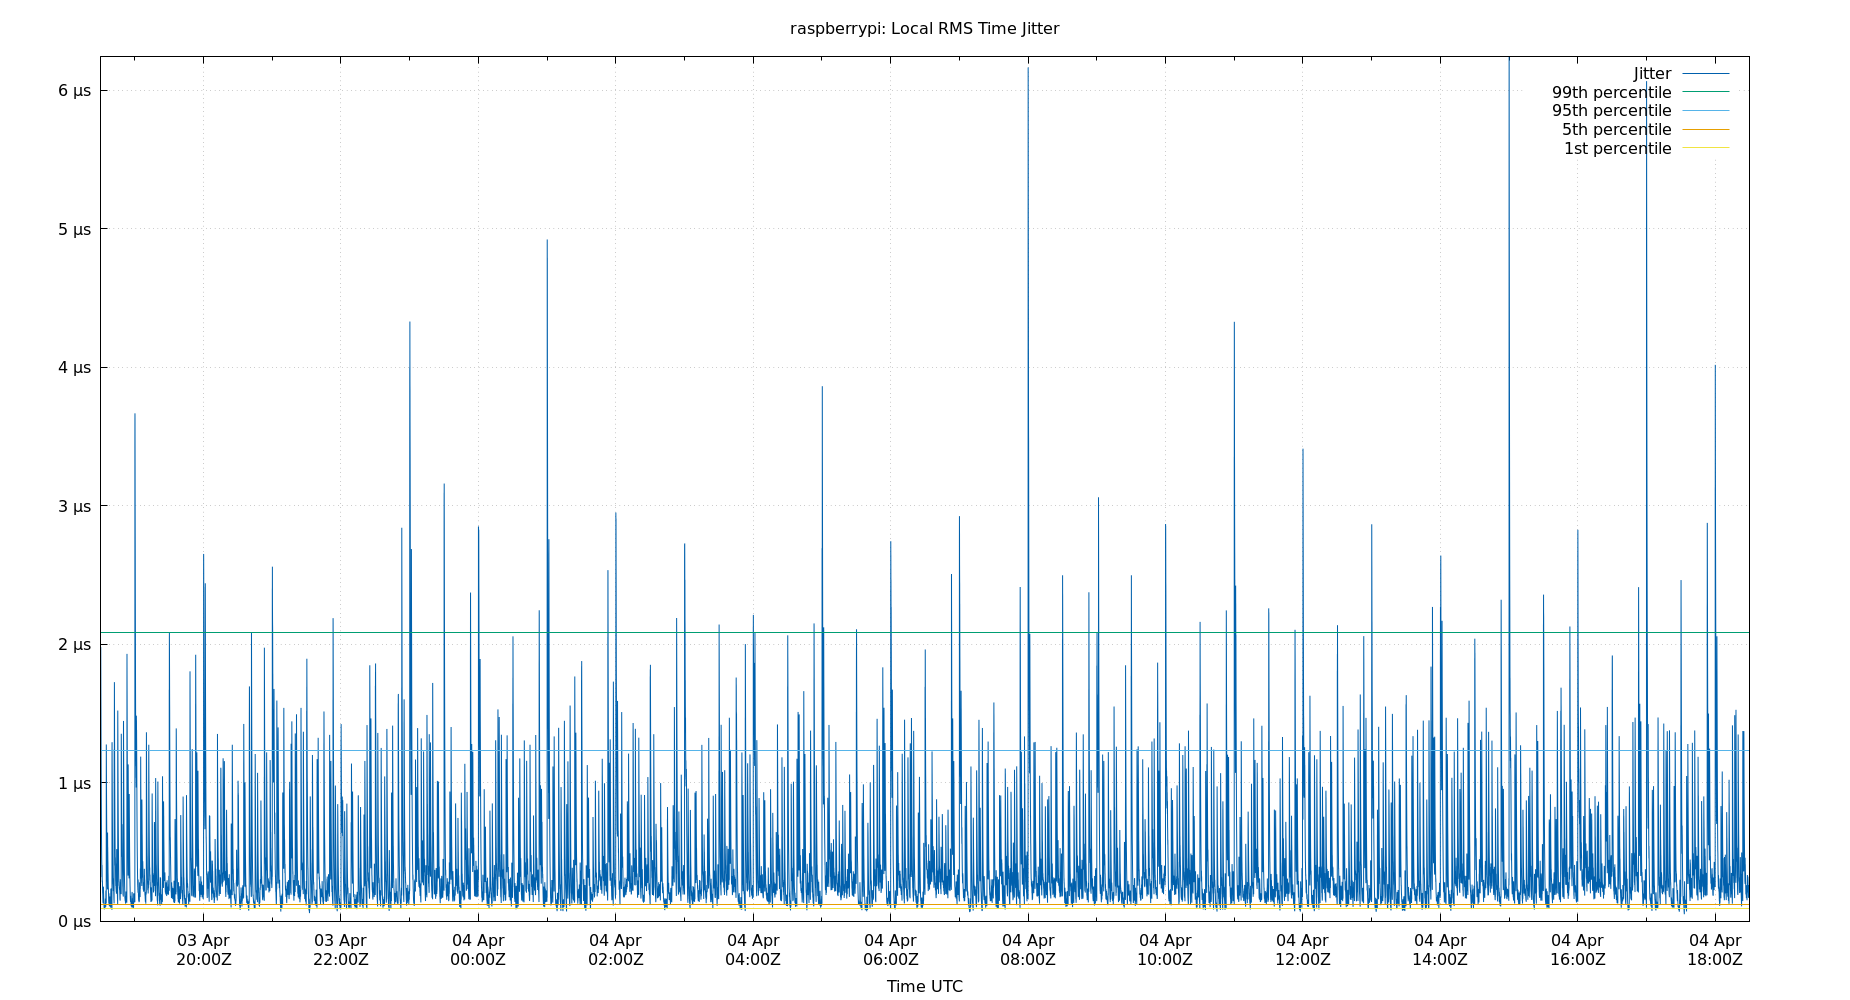 raspberrypi: Local RMS Time Jitter
Jitter
99th percentile
95th percentile
5th percentile
1st percentile
6 µs
5 µs
4 µs
3 µs
2 µs
1 µs
0 µs
03 Apr 03 Apr 04 Apr 04 Apr 04 Apr 04 Apr 04 Apr 04 Apr 04 Apr 04 Apr 04 Apr 04 Apr
20:00Z 22:00Z 00:00Z 02:00Z 04:00Z 06:00Z 08:00Z 10:00Z 12:00Z 14:00Z 16:00Z 18:00Z
Time UTC